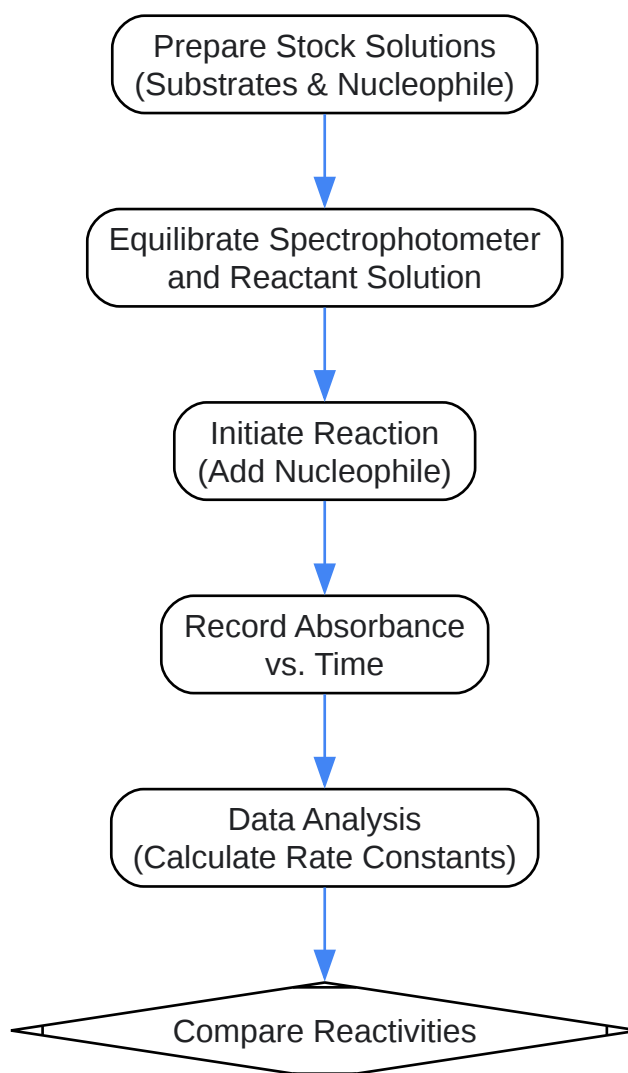 Prepare Stock Solutions
(Substrates & Nucleophile)
Equilibrate Spectrophotometer
and Reactant Solution
Initiate Reaction
(Add Nucleophile)
Record Absorbance
vs. Time
Data Analysis
(Calculate Rate Constants)
Compare Reactivities